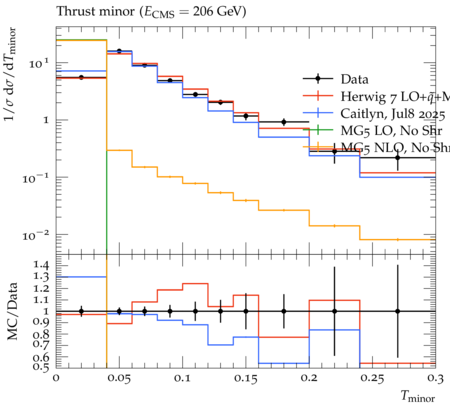 Thrust minor (E_CMS = 206 GeV)
1/σ dσ/dT_minor
10^1
1
10^−1
10^−2
Data
Herwig 7 LO+q̃+M
Caitlyn, Jul8 2025
MG5 LO, No Shr
MG5 NLO, No Shr
MC/Data
1.4
1.3
1.2
1.1
1
0.9
0.8
0.7
0.6
0.5
0 0.05 0.1 0.15 0.2 0.25 0.3
T_minor